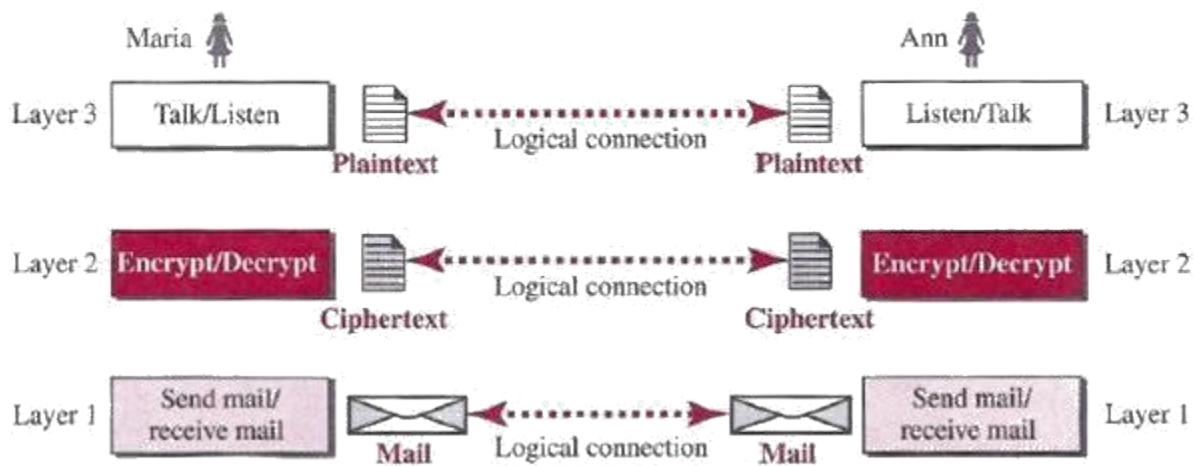 Maria
Ann
Layer 3
Talk/Listen
Plaintext
Logical connection
Plaintext
Listen/Talk
Layer 3
Layer 2
Encrypt/Decrypt
Ciphertext
Logical connection
Ciphertext
Encrypt/Decrypt
Layer 2
Layer 1
Send mail/
receive mail
Mail
Logical connection
Mail
Send mail/
receive mail
Layer 1